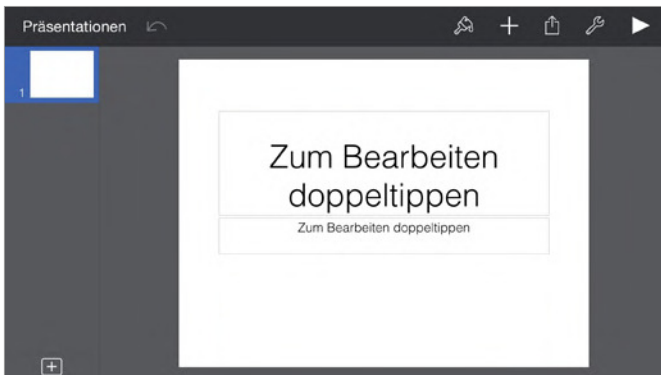 Präsentationen
1
Zum Bearbeiten
doppeltippen
Zum Bearbeiten doppeltippen